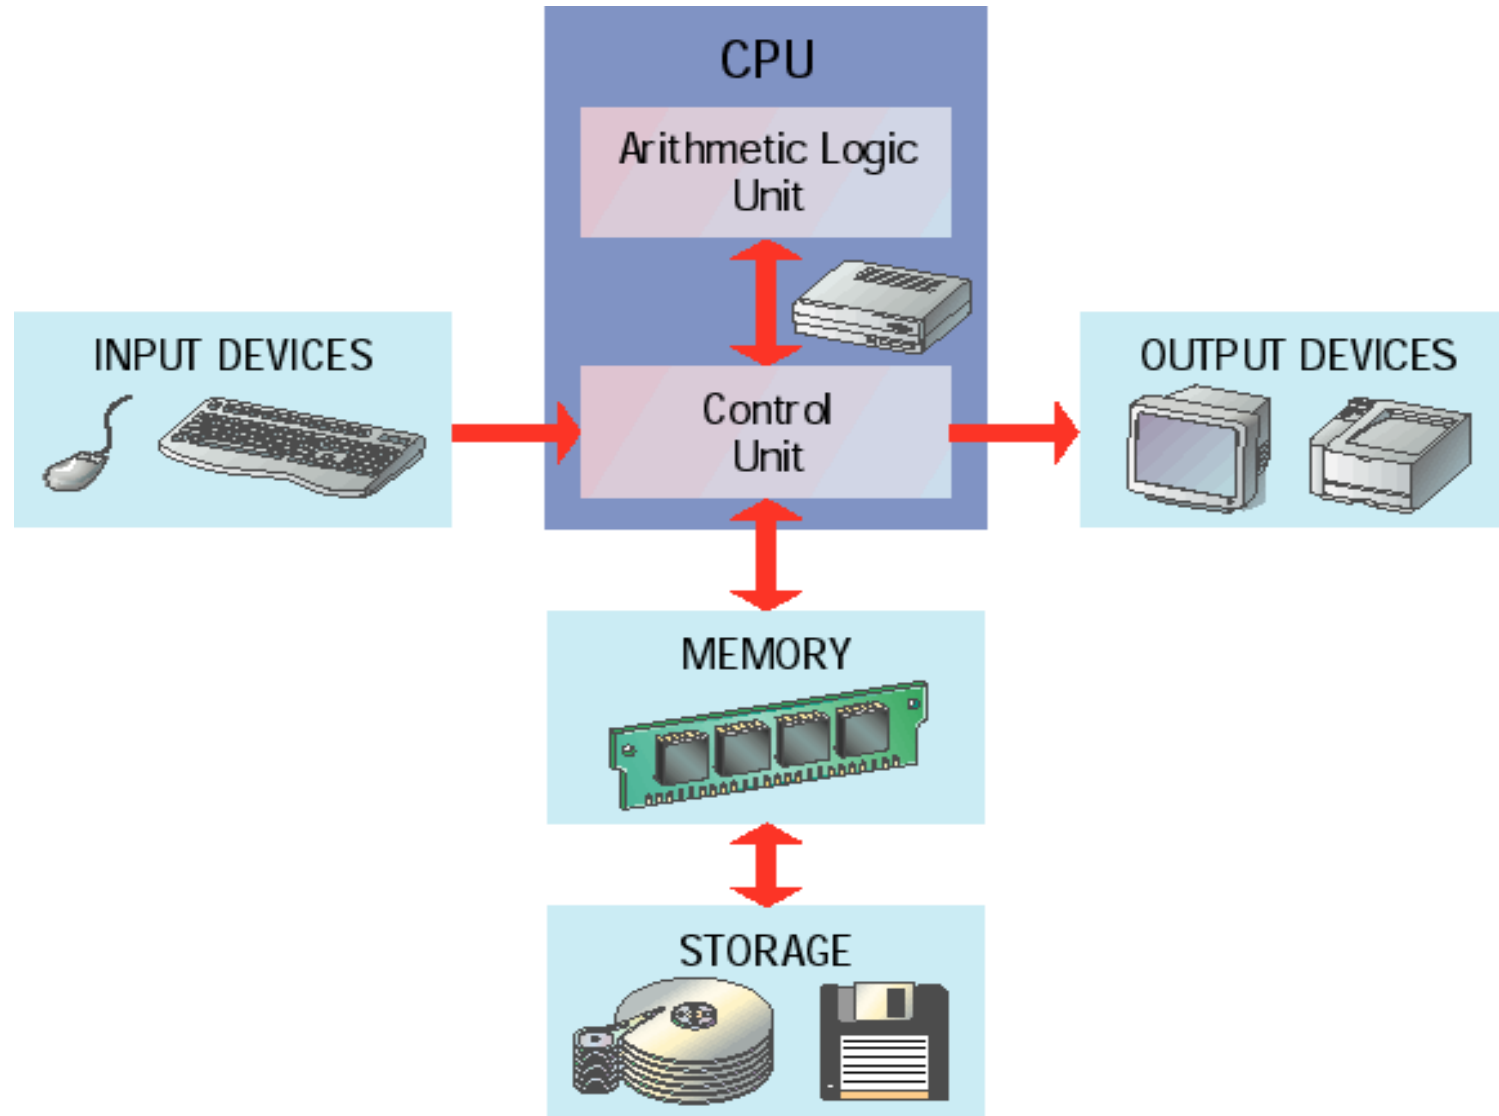 CPU
Arithmetic Logic
Unit
INPUT DEVICES
Control
Unit
OUTPUT DEVICES
MEMORY
STORAGE